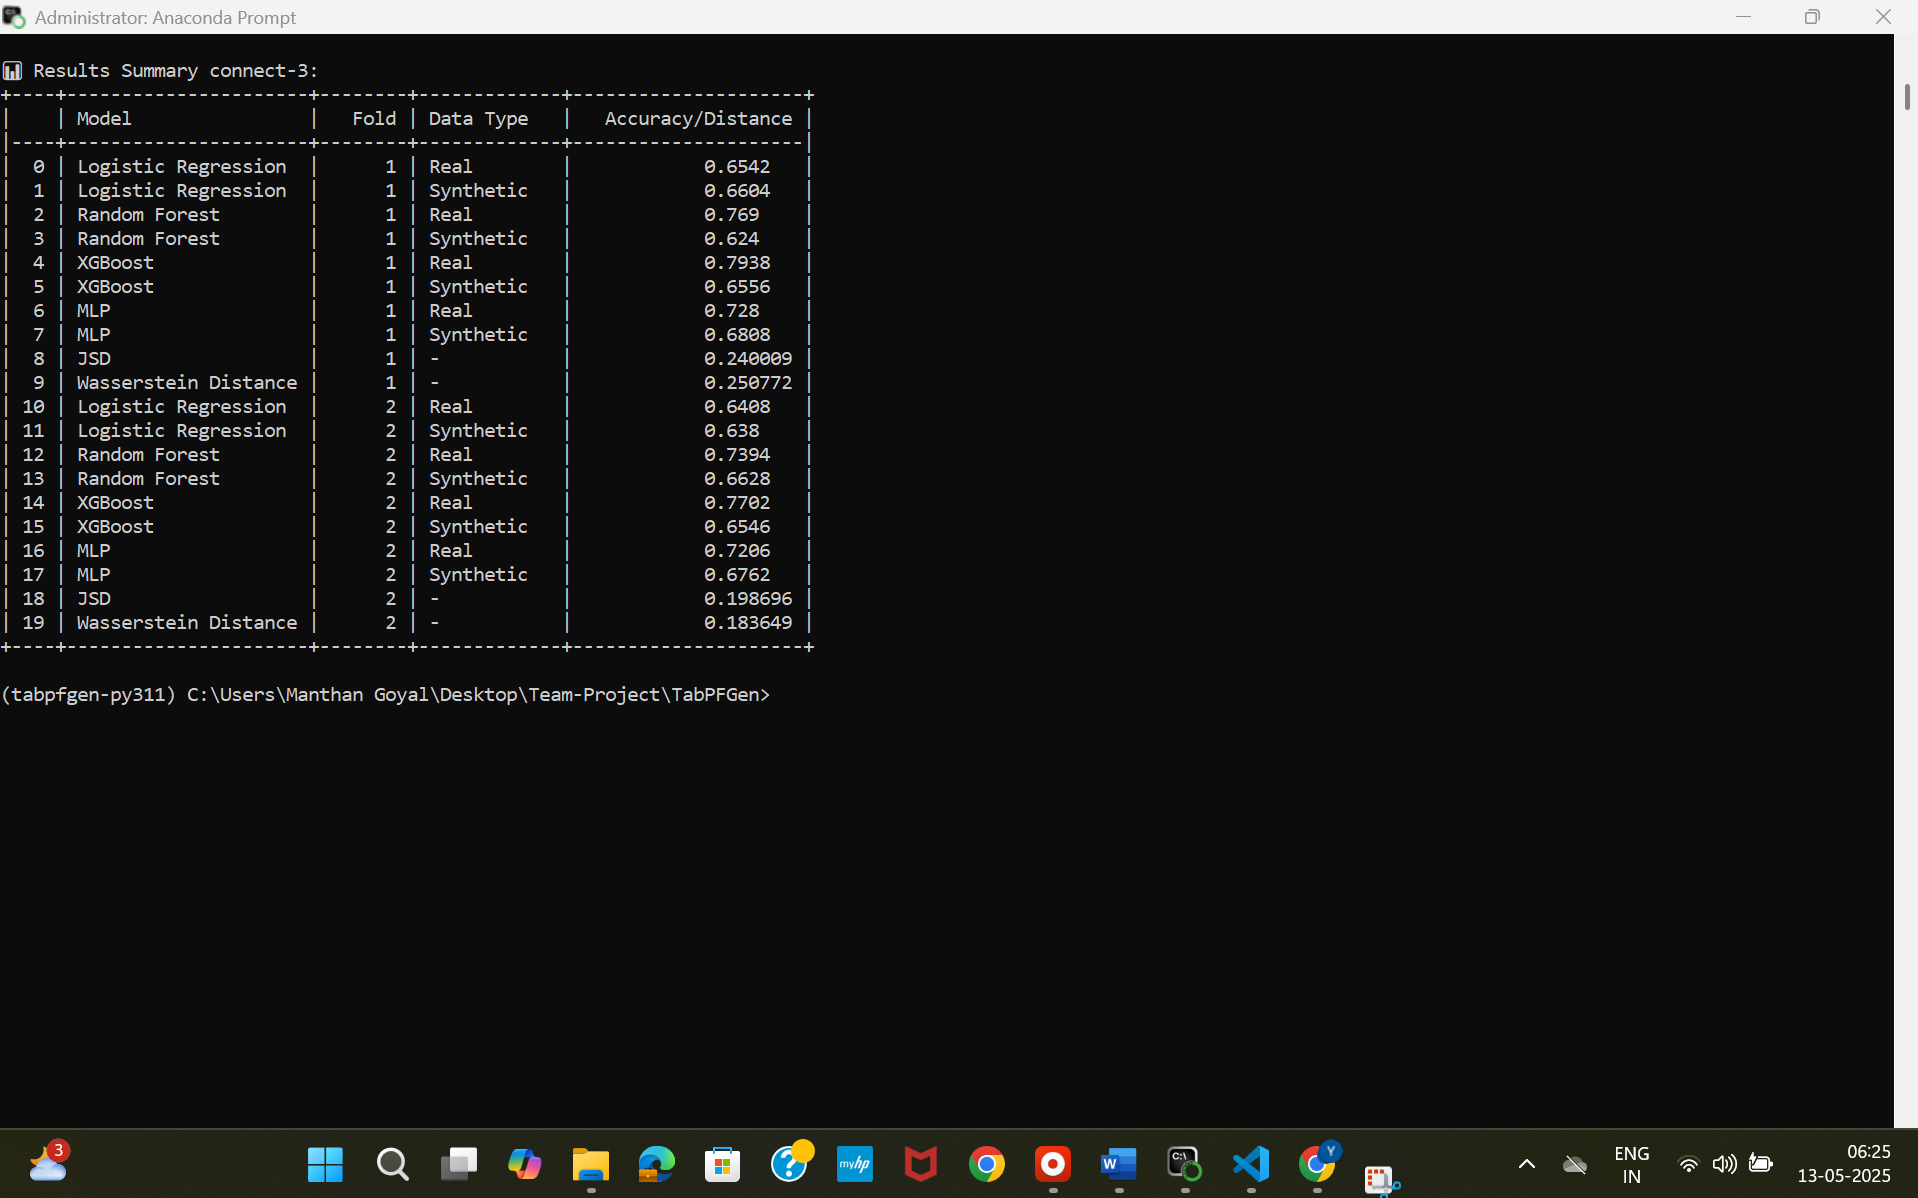 Administrator: Anaconda Prompt
Results Summary connect-3:
+----+----------------------+--------+-------------+---------------------+
|    | Model                |   Fold | Data Type   |   Accuracy/Distance |
|----+----------------------+--------+-------------+---------------------|
|  0 | Logistic Regression  |      1 | Real        |            0.6542   |
|  1 | Logistic Regression  |      1 | Synthetic   |            0.6604   |
|  2 | Random Forest        |      1 | Real        |            0.769    |
|  3 | Random Forest        |      1 | Synthetic   |            0.624    |
|  4 | XGBoost              |      1 | Real        |            0.7938   |
|  5 | XGBoost              |      1 | Synthetic   |            0.6556   |
|  6 | MLP                  |      1 | Real        |            0.728    |
|  7 | MLP                  |      1 | Synthetic   |            0.6808   |
|  8 | JSD                  |      1 | -           |            0.240009 |
|  9 | Wasserstein Distance |      1 | -           |            0.250772 |
| 10 | Logistic Regression  |      2 | Real        |            0.6408   |
| 11 | Logistic Regression  |      2 | Synthetic   |            0.638    |
| 12 | Random Forest        |      2 | Real        |            0.7394   |
| 13 | Random Forest        |      2 | Synthetic   |            0.6628   |
| 14 | XGBoost              |      2 | Real        |            0.7702   |
| 15 | XGBoost              |      2 | Synthetic   |            0.6546   |
| 16 | MLP                  |      2 | Real        |            0.7206   |
| 17 | MLP                  |      2 | Synthetic   |            0.6762   |
| 18 | JSD                  |      2 | -           |            0.198696 |
| 19 | Wasserstein Distance |      2 | -           |            0.183649 |
+----+----------------------+--------+-------------+---------------------+
(tabpfgen-py311) C:\Users\Manthan Goyal\Desktop\Team-Project\TabPFGen>
3
?
myhp
W
C:\
Y
ENG
IN
06:25
13-05-2025